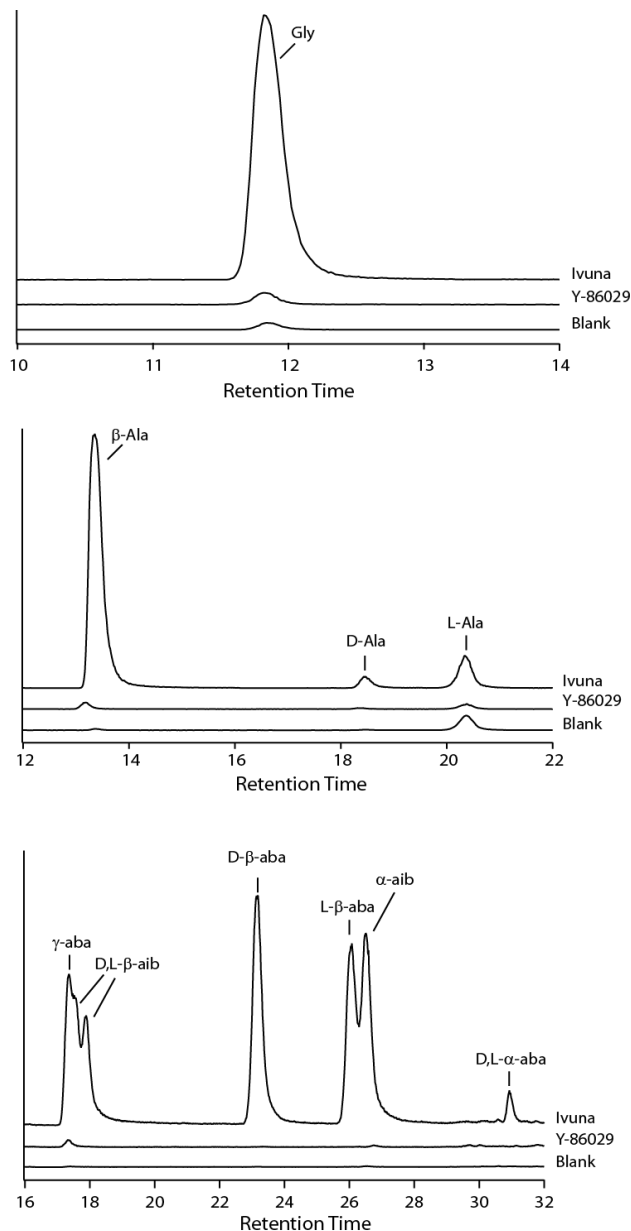 Gly
Ivuna
Y-86029
Blank
10 11 12 13 14
Retention Time
β-Ala
D-Ala
L-Ala
Ivuna
Y-86029
Blank
12 14 16 18 20 22
Retention Time
D-β-aba
L-β-aba
α-aib
γ-aba
D,L-β-aib
D,L-α-aba
Ivuna
Y-86029
Blank
16 18 20 22 24 26 28 30 32
Retention Time